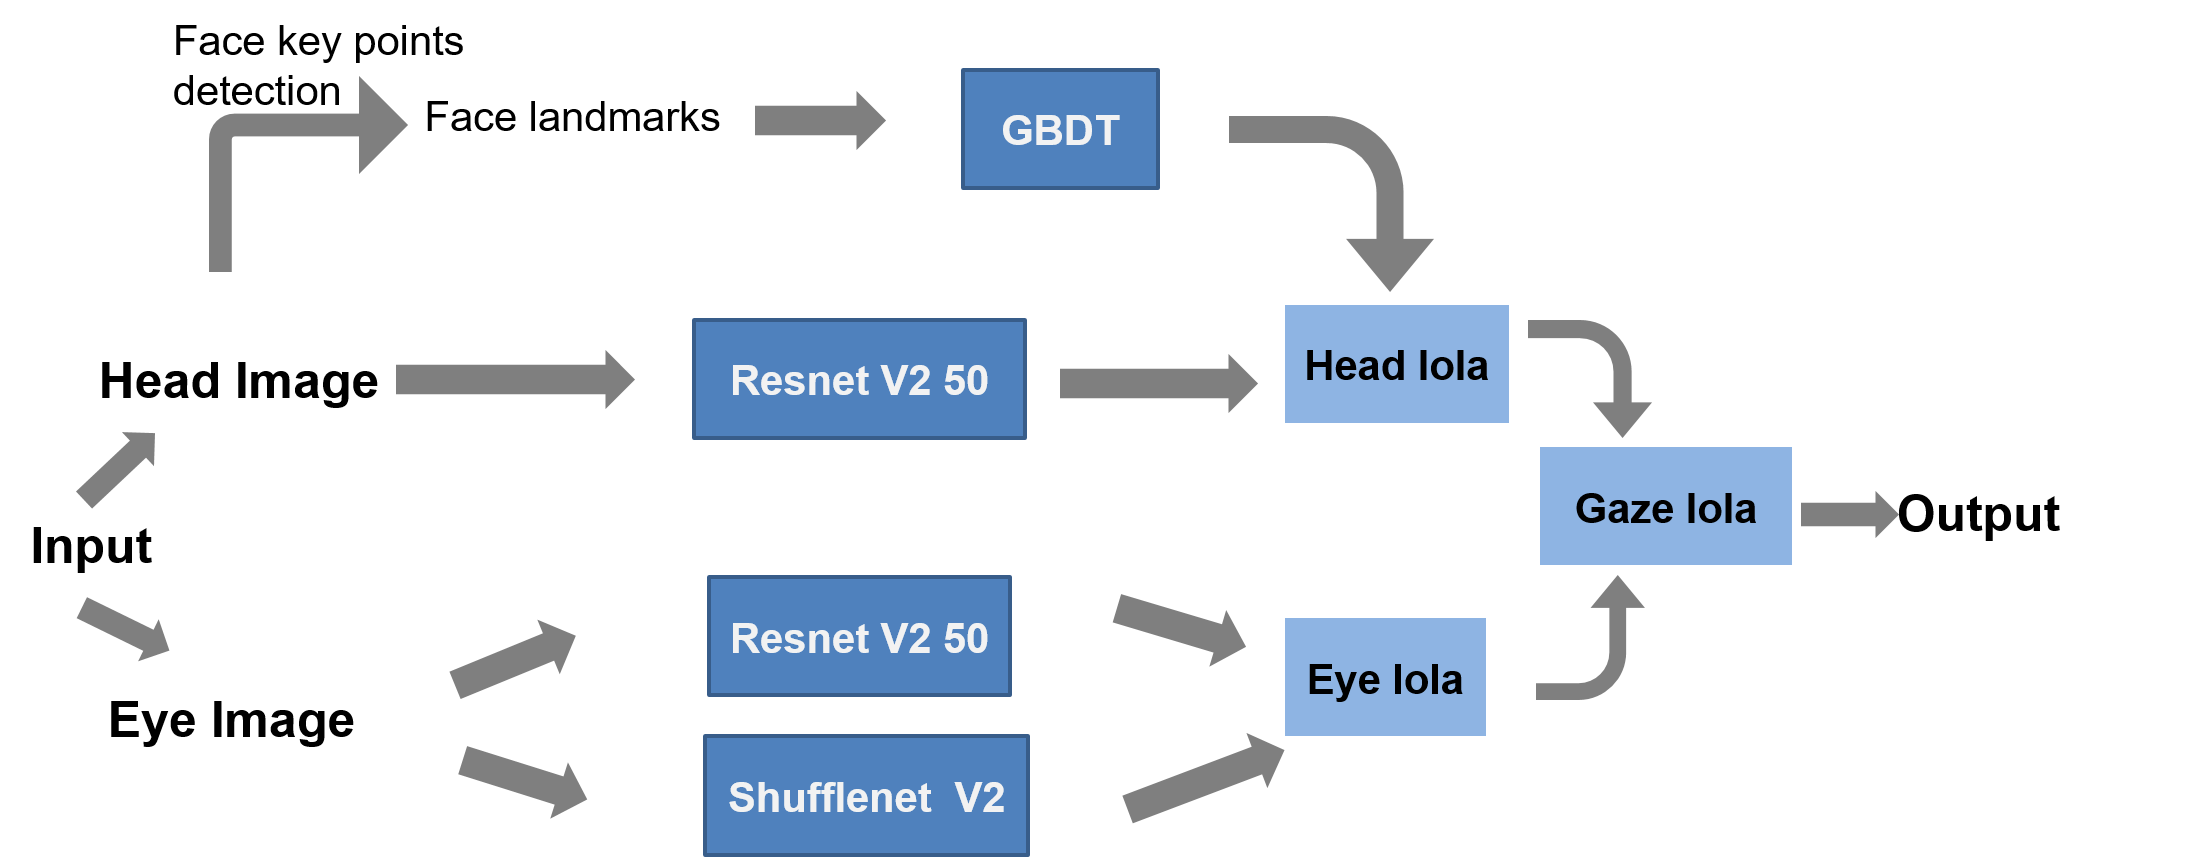 Face key points
detection
Face landmarks
GBDT
Head Image
Resnet V2 50
Head lola
Gaze lola
Output
Input
Resnet V2 50
Eye lola
Eye Image
Shufflenet  V2